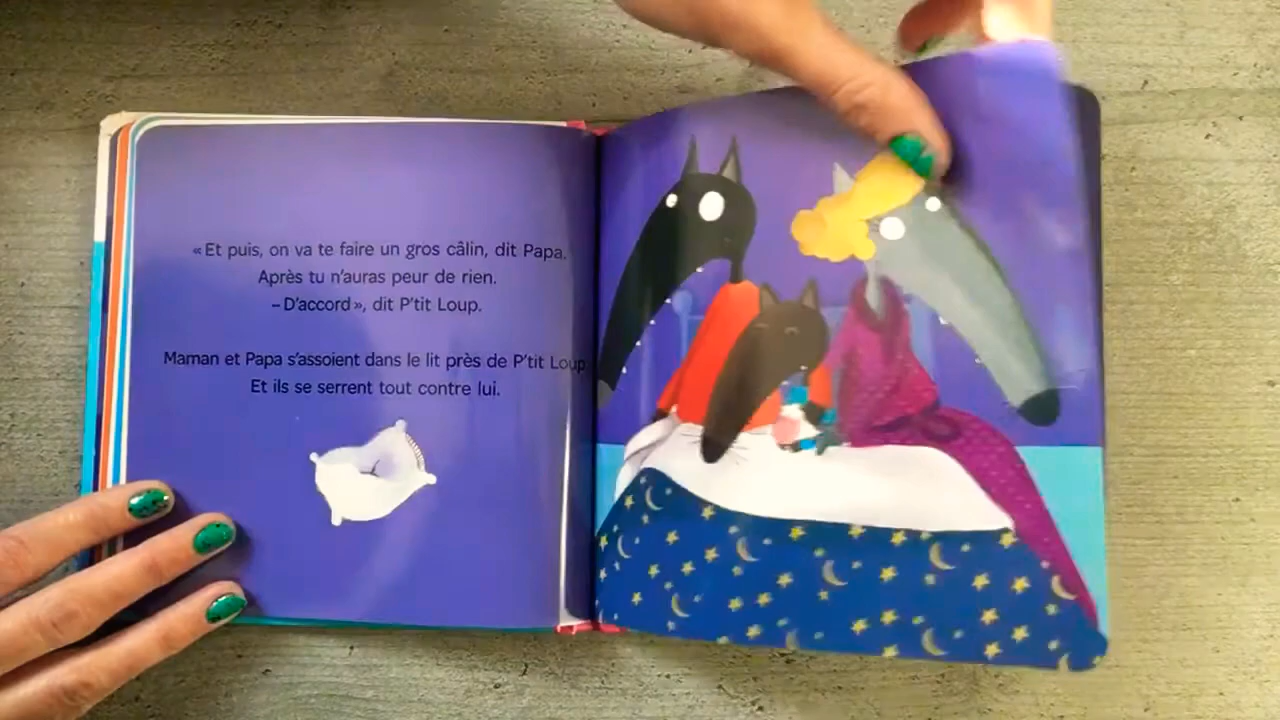 « Et puis, on va te faire un gros câlin, dit Papa.
Après tu n'auras peur de rien.
– D'accord », dit P'tit Loup.
Maman et Papa s'assoient dans le lit près de P'tit Loup
Et ils se serrent tout contre lui.